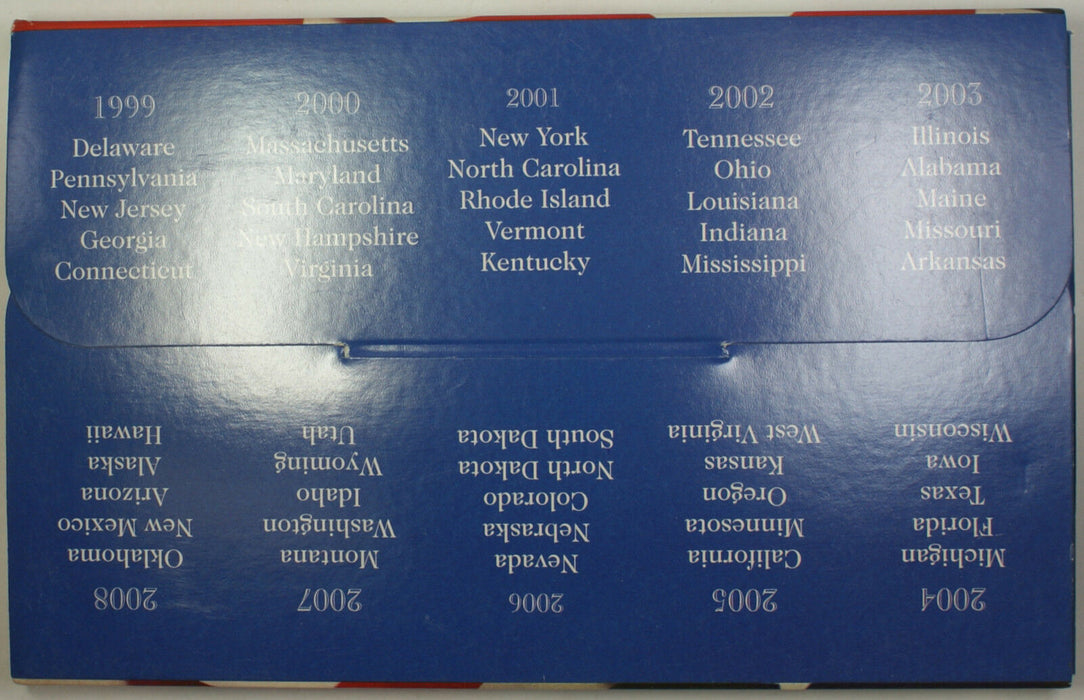 1999
Delaware
Pennsylvania
New Jersey
Georgia
Connecticut
2000
Massachusetts
Maryland
South Carolina
New Hampshire
Virginia
2001
New York
North Carolina
Rhode Island
Vermont
Kentucky
2002
Tennessee
Ohio
Louisiana
Indiana
Mississippi
2003
Illinois
Alabama
Maine
Missouri
Arkansas
2004
Michigan
Florida
Texas
Iowa
Wisconsin
2005
California
Minnesota
Oregon
Kansas
West Virginia
2006
Nevada
Nebraska
Colorado
North Dakota
South Dakota
2007
Montana
Washington
Idaho
Wyoming
Utah
2008
Oklahoma
New Mexico
Arizona
Alaska
Hawaii